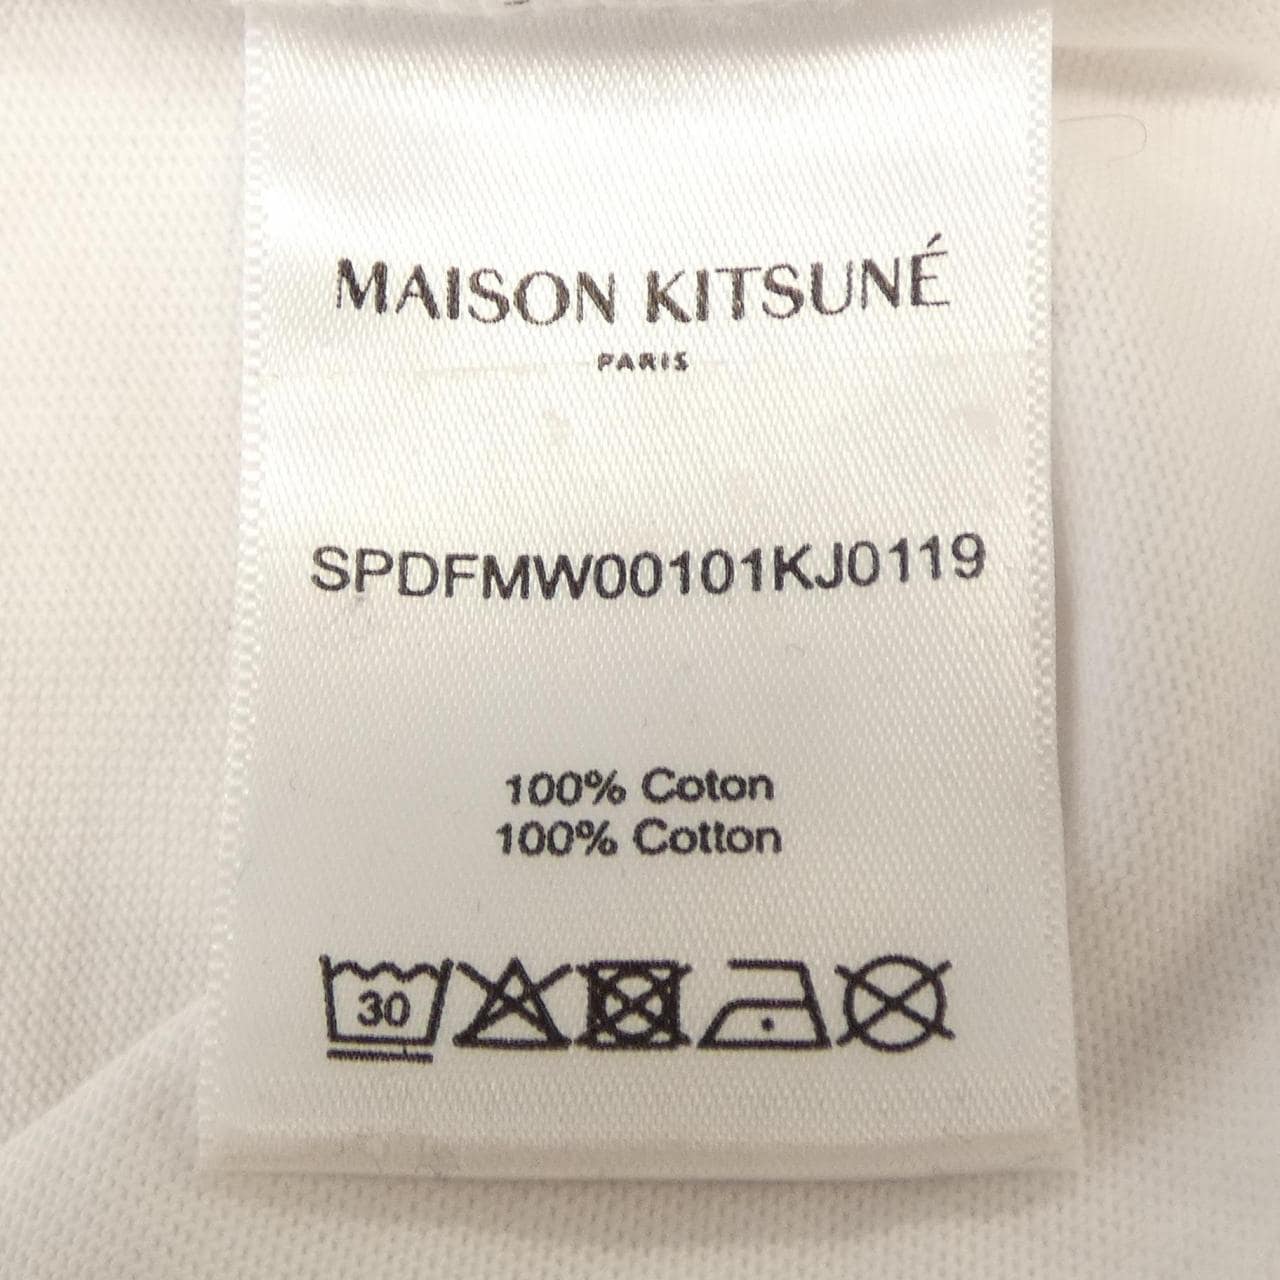 MAISON KITSUNÉ
PARIS
SPDFMW00101KJ0119
100% Coton
100% Cotton
30